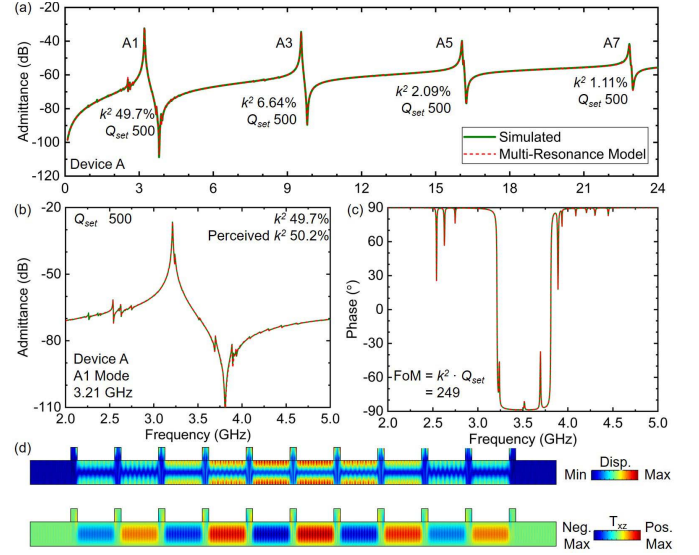 (a)
-20
-40
-60
-80
-100
-120
Admittance (dB)
A1
A3
A5
A7
k² 49.7%
Q_set 500
k² 6.64%
Q_set 500
k² 2.09%
Q_set 500
k² 1.11%
Q_set 500
Simulated
Multi-Resonance Model
Device A
0 3 6 9 12 15 18 21 24
(b)
-20
-50
-80
-110
Admittance (dB)
Q_set 500
k² 49.7%
Perceived k² 50.2%
Device A
A1 Mode
3.21 GHz
2.0 2.5 3.0 3.5 4.0 4.5 5.0
Frequency (GHz)
(c)
90
60
30
0
-30
-60
-90
Phase (°)
FoM = k² · Q_set
= 249
2.0 2.5 3.0 3.5 4.0 4.5 5.0
Frequency (GHz)
(d)
Disp.
Min Max
T_xz
Neg. Pos.
Max Max